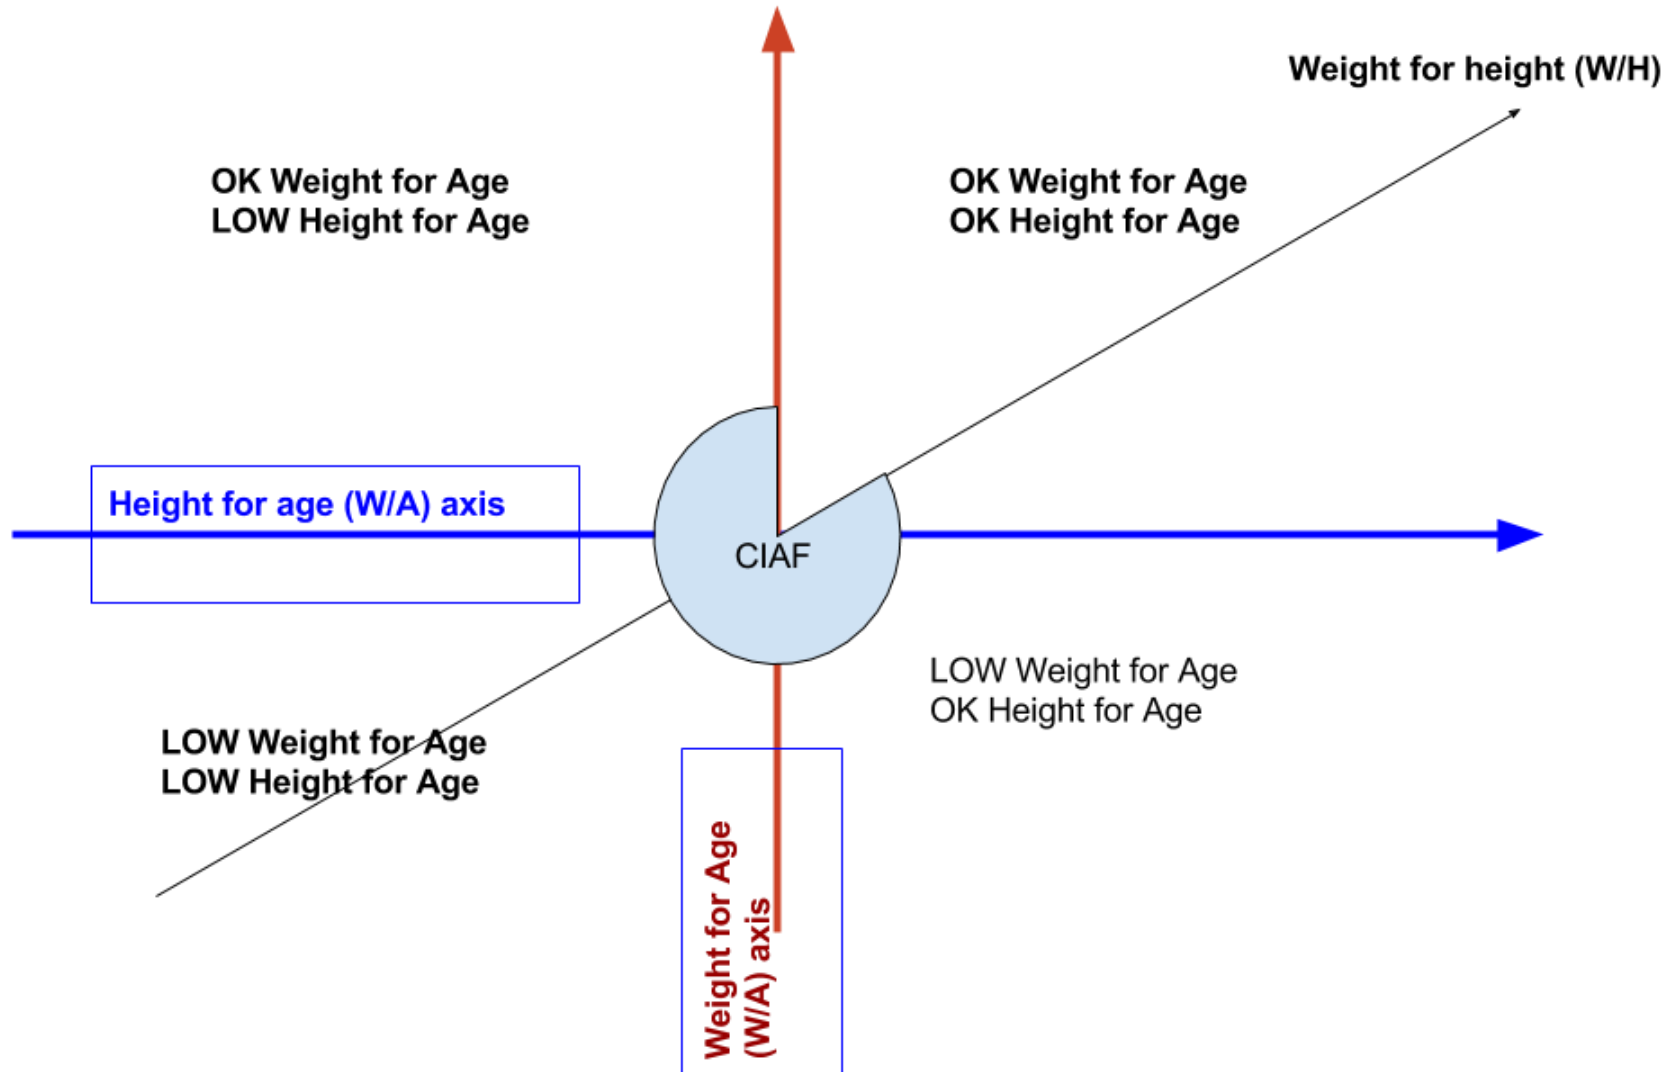 Weight for height (W/H)
OK Weight for Age
LOW Height for Age
OK Weight for Age
OK Height for Age
Height for age (W/A) axis
CIAF
LOW Weight for Age
OK Height for Age
LOW Weight for Age
LOW Height for Age
Weight for Age
(W/A) axis